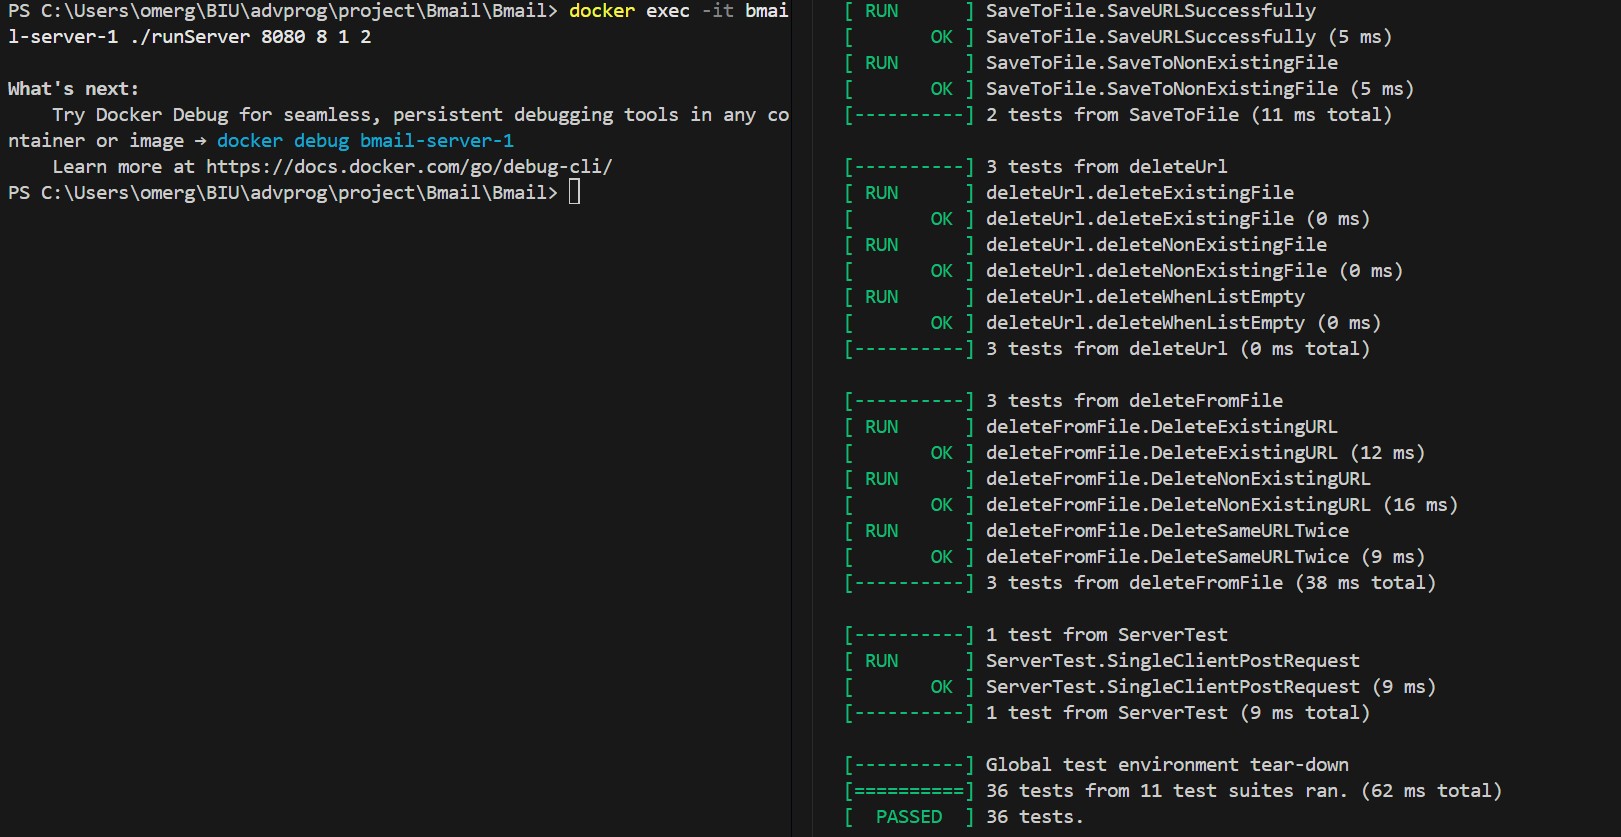 PS C:\Users\omerg\BIU\advprog\project\Bmail\Bmail> docker exec -it bmai
l-server-1 ./runServer 8080 8 1 2
What's next:
Try Docker Debug for seamless, persistent debugging tools in any co
ntainer or image → docker debug bmail-server-1
Learn more at https://docs.docker.com/go/debug-cli/
PS C:\Users\omerg\BIU\advprog\project\Bmail\Bmail>
[ RUN      ] SaveToFile.SaveURLSuccessfully
[       OK ] SaveToFile.SaveURLSuccessfully (5 ms)
[ RUN      ] SaveToFile.SaveToNonExistingFile
[       OK ] SaveToFile.SaveToNonExistingFile (5 ms)
[----------] 2 tests from SaveToFile (11 ms total)
[----------] 3 tests from deleteUrl
[ RUN      ] deleteUrl.deleteExistingFile
[       OK ] deleteUrl.deleteExistingFile (0 ms)
[ RUN      ] deleteUrl.deleteNonExistingFile
[       OK ] deleteUrl.deleteNonExistingFile (0 ms)
[ RUN      ] deleteUrl.deleteWhenListEmpty
[       OK ] deleteUrl.deleteWhenListEmpty (0 ms)
[----------] 3 tests from deleteUrl (0 ms total)
[----------] 3 tests from deleteFromFile
[ RUN      ] deleteFromFile.DeleteExistingURL
[       OK ] deleteFromFile.DeleteExistingURL (12 ms)
[ RUN      ] deleteFromFile.DeleteNonExistingURL
[       OK ] deleteFromFile.DeleteNonExistingURL (16 ms)
[ RUN      ] deleteFromFile.DeleteSameURLTwice
[       OK ] deleteFromFile.DeleteSameURLTwice (9 ms)
[----------] 3 tests from deleteFromFile (38 ms total)
[----------] 1 test from ServerTest
[ RUN      ] ServerTest.SingleClientPostRequest
[       OK ] ServerTest.SingleClientPostRequest (9 ms)
[----------] 1 test from ServerTest (9 ms total)
[----------] Global test environment tear-down
[==========] 36 tests from 11 test suites ran. (62 ms total)
[  PASSED  ] 36 tests.